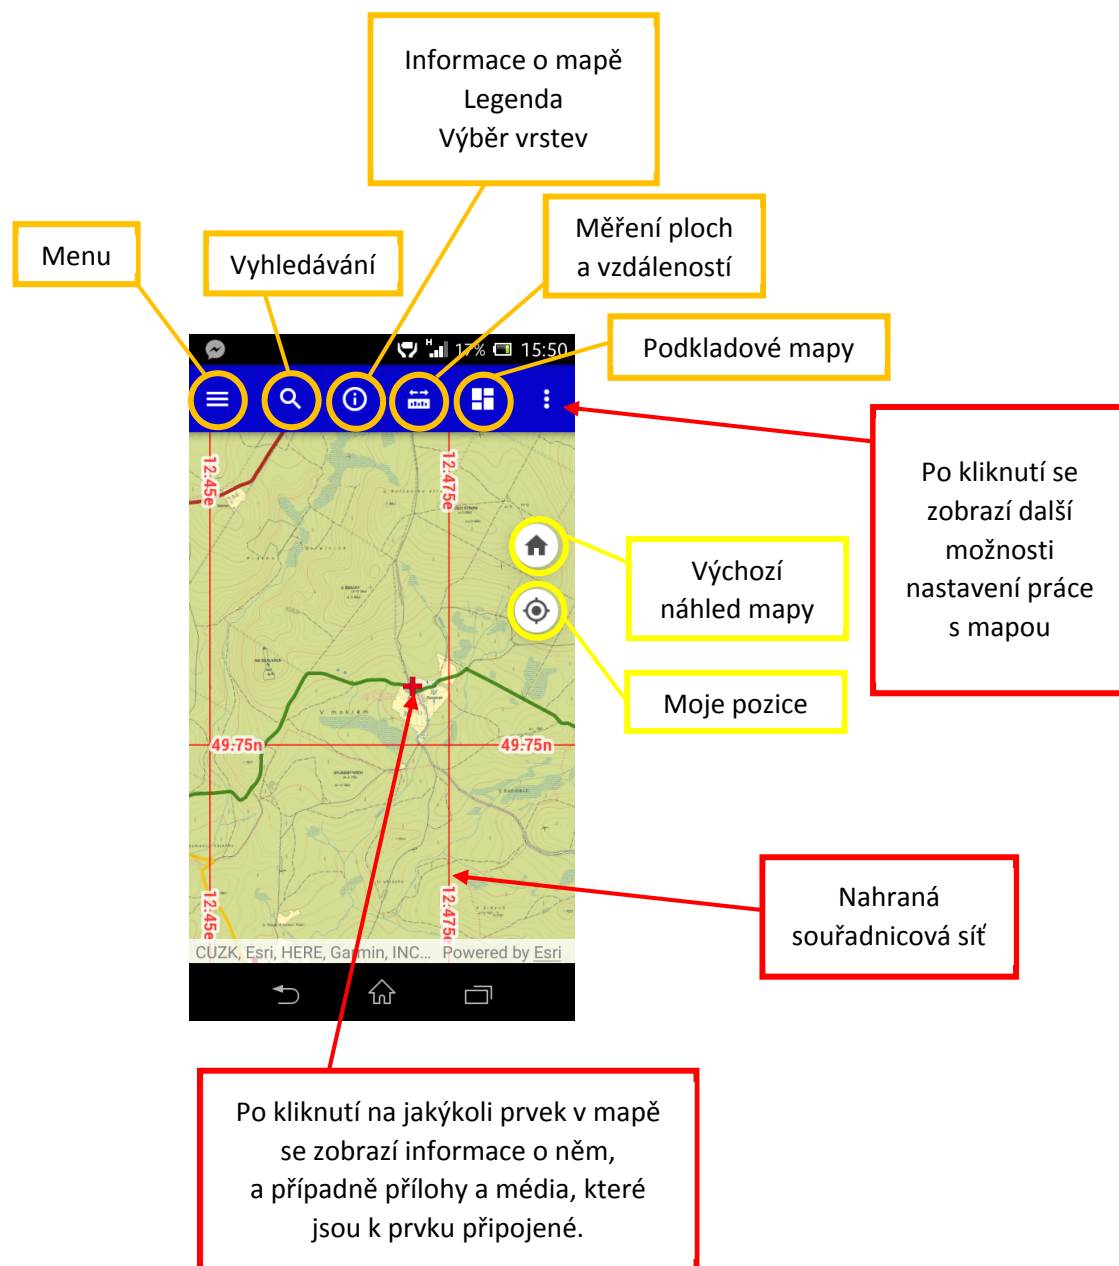 Informace o mapě
Legenda
Výběr vrstev
Měření ploch
a vzdáleností
Menu
Vyhledávání
Podkladové mapy
H
17%
15:50
Po kliknutí se
zobrazí další
možnosti
nastavení práce
s mapou
12.45e
12.475e
Výchozí
náhled mapy
Moje pozice
V mokrém
49.75n
49.75n
12.45e
12.475e
Nahraná
souřadnicová síť
CUZK, Esri, HERE, Garmin, INC... Powered by Esri
Po kliknutí na jakýkoli prvek v mapě
se zobrazí informace o něm,
a případně přílohy a média, které
jsou k prvku připojené.